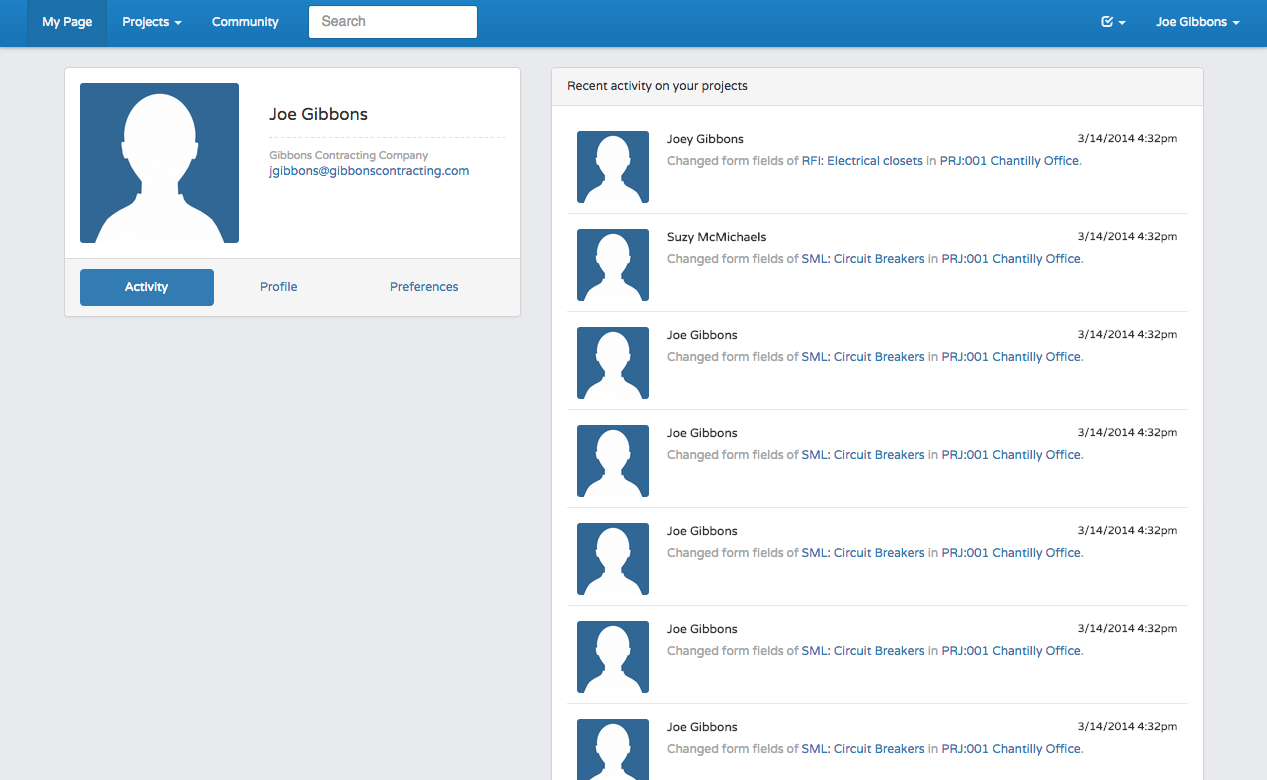 My Page Projects Community Search Joe Gibbons
Joe Gibbons
Gibbons Contracting Company
jgibbons@gibbonscontracting.com
Activity Profile Preferences
Recent activity on your projects
Joey Gibbons 3/14/2014 4:32pm
Changed form fields of RFI: Electrical closets in PRJ:001 Chantilly Office.
Suzy McMichaels 3/14/2014 4:32pm
Changed form fields of SML: Circuit Breakers in PRJ:001 Chantilly Office.
Joe Gibbons 3/14/2014 4:32pm
Changed form fields of SML: Circuit Breakers in PRJ:001 Chantilly Office.
Joe Gibbons 3/14/2014 4:32pm
Changed form fields of SML: Circuit Breakers in PRJ:001 Chantilly Office.
Joe Gibbons 3/14/2014 4:32pm
Changed form fields of SML: Circuit Breakers in PRJ:001 Chantilly Office.
Joe Gibbons 3/14/2014 4:32pm
Changed form fields of SML: Circuit Breakers in PRJ:001 Chantilly Office.
Joe Gibbons 3/14/2014 4:32pm
Changed form fields of SML: Circuit Breakers in PRJ:001 Chantilly Office.